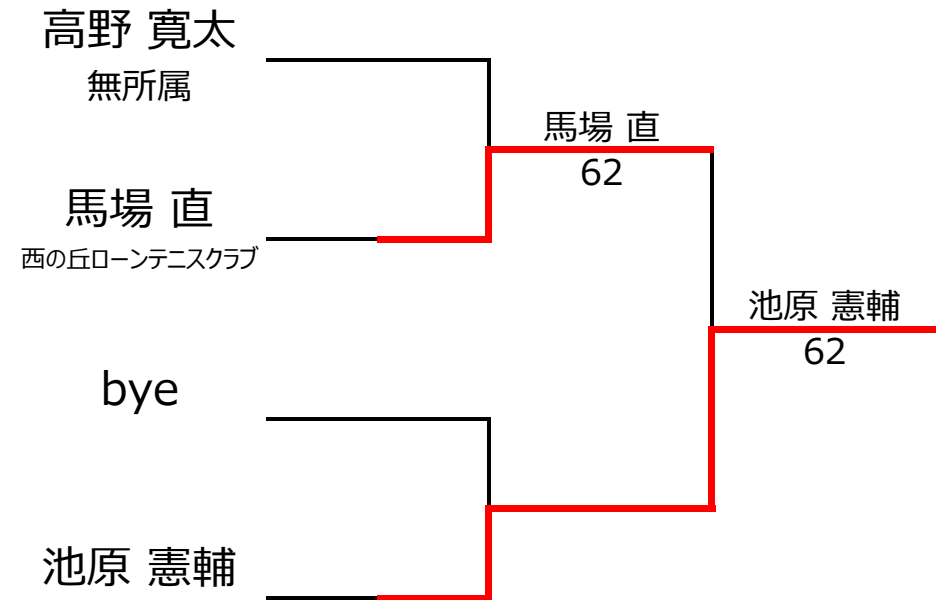 高野 寛太
無所属
馬場 直
62
馬場 直
西の丘ローンテニスクラブ
池原 憲輔
62
bye
池原 憲輔